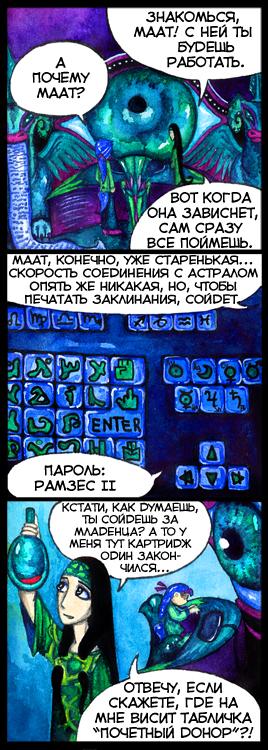 ЗНАКОМЬСЯ,
МААТ! С НЕЙ ТЫ
БУДЕШЬ
РАБОТАТЬ.
А
ПОЧЕМУ
МААТ?
ВОТ КОГДА
ОНА ЗАВИСНЕТ,
САМ СРАЗУ
ВСЕ ПОЙМЕШЬ.
МААТ, КОНЕЧНО, УЖЕ СТАРЕНЬКАЯ...
СКОРОСТЬ СОЕДИНЕНИЯ С АСТРАЛОМ
ОПЯТЬ ЖЕ НИКАКАЯ, НО, ЧТОБЫ
ПЕЧАТАТЬ ЗАКЛИНАНИЯ, СОЙДЕТ.
ENTER
ПАРОЛЬ:
РАМЗЕС II
КСТАТИ, КАК ДУМАЕШЬ,
ТЫ СОЙДЕШЬ ЗА
МЛАДЕНЦА? А ТО У
МЕНЯ ТУТ КАРТРИДЖ
ОДИН ЗАКОН-
ЧИЛСЯ...
ОТВЕЧУ, ЕСЛИ
СКАЖЕТЕ, ГДЕ НА
МНЕ ВИСИТ ТАБЛИЧКА
"ПОЧЕТНЫЙ ДОНОР"?!